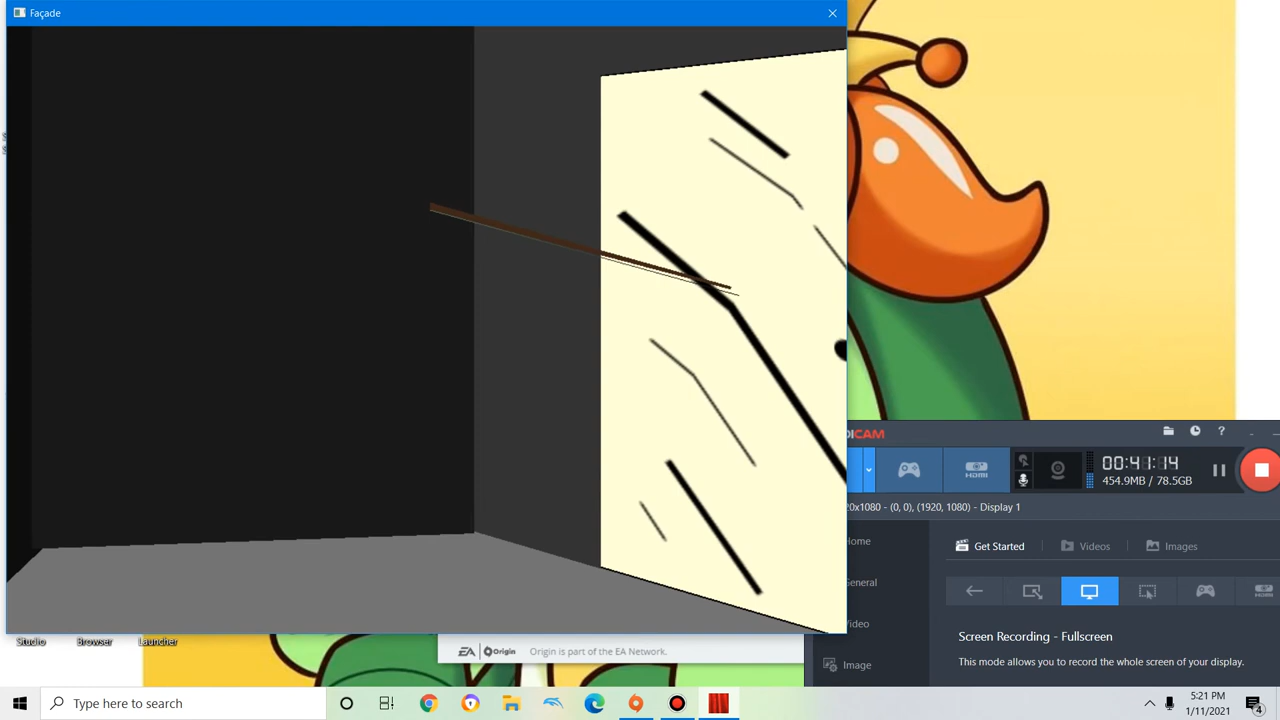 Façade
DICAM
?
00:41:14
454.9MB / 78.5GB
20x1080 - (0, 0), (1920, 1080) - Display 1
Home
Get Started
Videos
Images
General
Video
Image
HDMI
Screen Recording - Fullscreen
This mode allows you to record the whole screen of your display.
Studio
Browser
Launcher
EA
Origin
Origin is part of the EA Network.
Type here to search
5:21 PM
1/11/2021
4